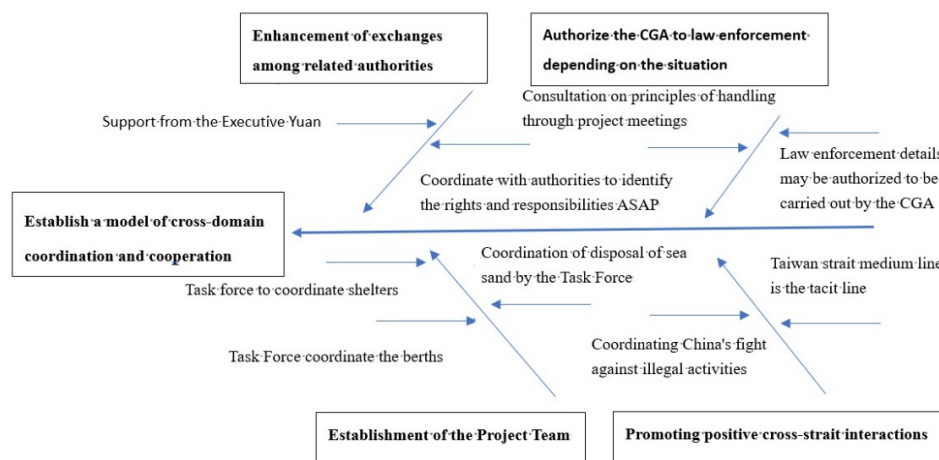 Enhancement of exchanges
among related authorities
Authorize the CGA to law enforcement
depending on the situation
Support from the Executive Yuan
Consultation on principles of handling
through project meetings
Law enforcement details
may be authorized to be
carried out by the CGA
Coordinate with authorities to identify
the rights and responsibilities ASAP
Establish a model of cross-domain
coordination and cooperation
Task force to coordinate shelters
Coordination of disposal of sea
sand by the Task Force
Taiwan strait medium line
is the tacit line
Task Force coordinate the berths
Coordinating China's fight
against illegal activities
Establishment of the Project Team
Promoting positive cross-strait interactions